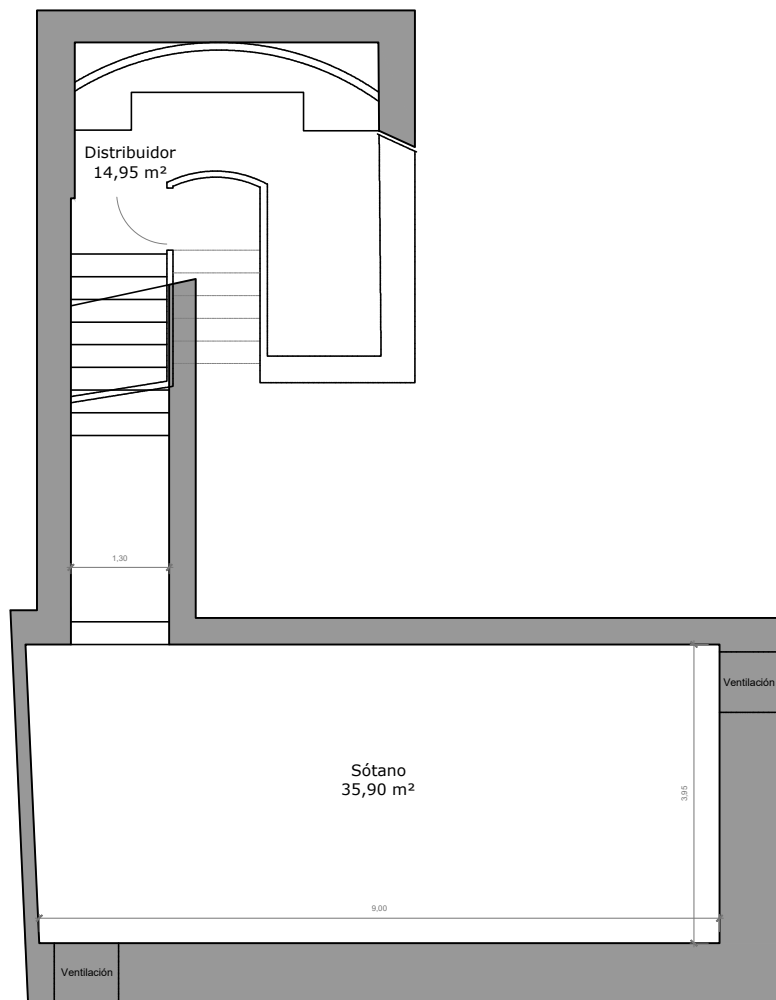 Distribuidor
14,95 m²
1,30
Ventilación
Sótano
35,90 m²
3,95
9,00
Ventilación